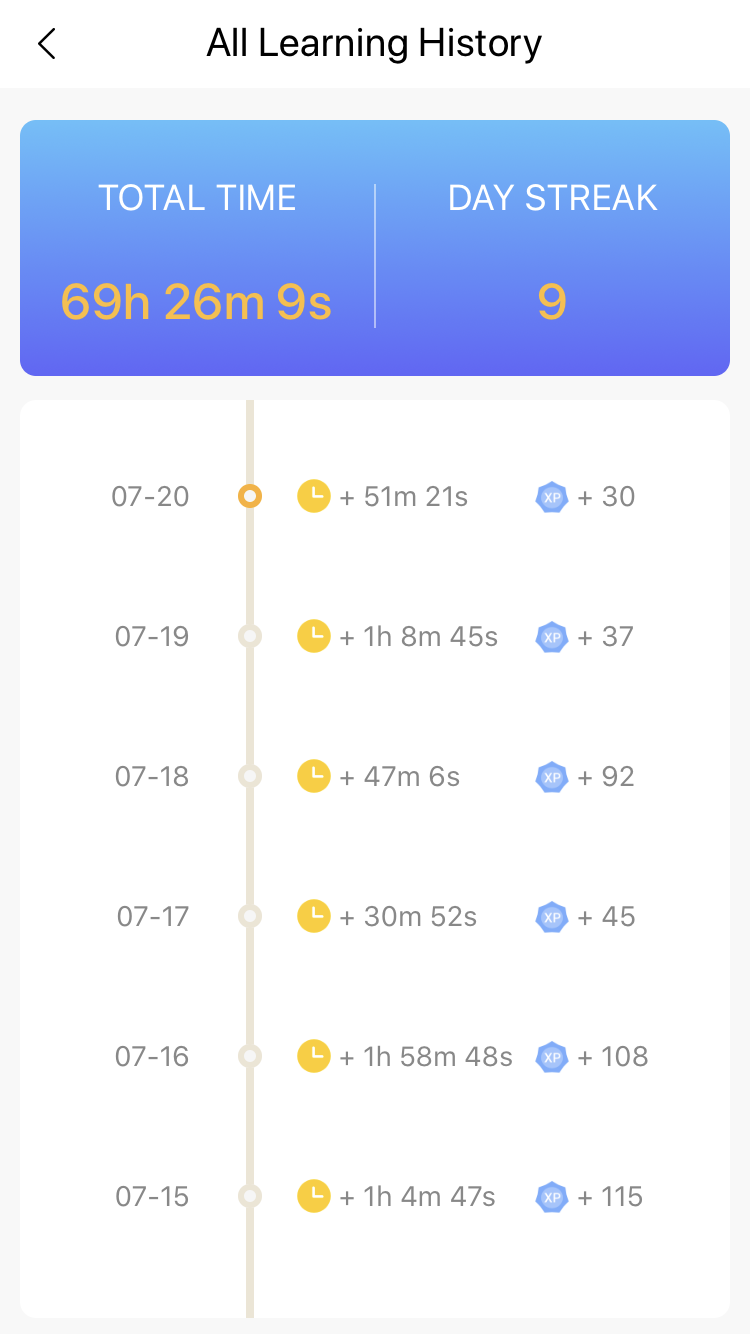 All Learning History
TOTAL TIME
69h 26m 9s
DAY STREAK
9
07-20 + 51m 21s XP + 30
07-19 + 1h 8m 45s XP + 37
07-18 + 47m 6s XP + 92
07-17 + 30m 52s XP + 45
07-16 + 1h 58m 48s XP + 108
07-15 + 1h 4m 47s XP + 115